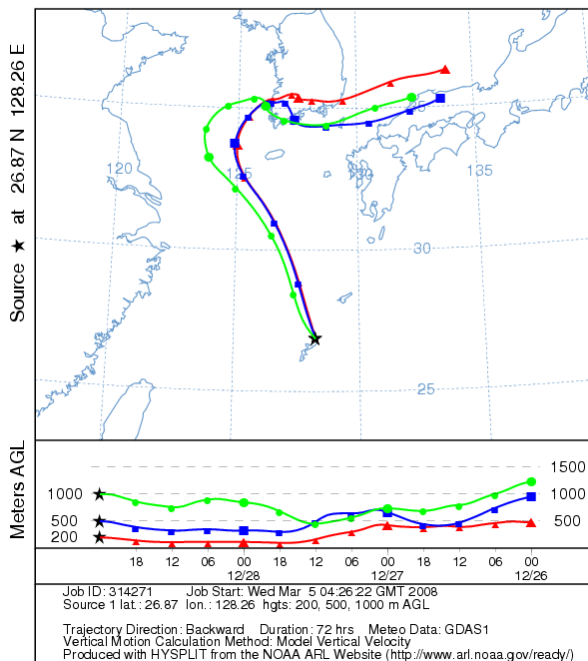 Source ★ at 26.87 N 128.26 E
120
125
135
30
25
Meters AGL
1500
1000
1000
500
500
200
18 12 06 00 18 12 06 00 18 12 06 00
12/28 12/27 12/26
Job ID: 314271 Job Start: Wed Mar 5 04:26:22 GMT 2008
Source 1 lat.: 26.87 lon.: 128.26 hgts: 200, 500, 1000 m AGL
Trajectory Direction: Backward Duration: 72 hrs Meteo Data: GDAS1
Vertical Motion Calculation Method: Model Vertical Velocity
Produced with HYSPLIT from the NOAA ARL Website (http://www.arl.noaa.gov/ready/)